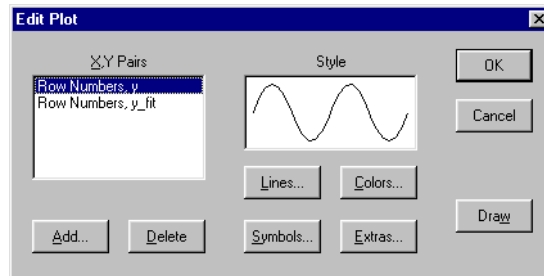 Edit Plot
X,Y Pairs
Row Numbers, y
Row Numbers, y_fit
Add...
Delete
Style
Lines...
Colors...
Symbols...
Extras...
OK
Cancel
Draw